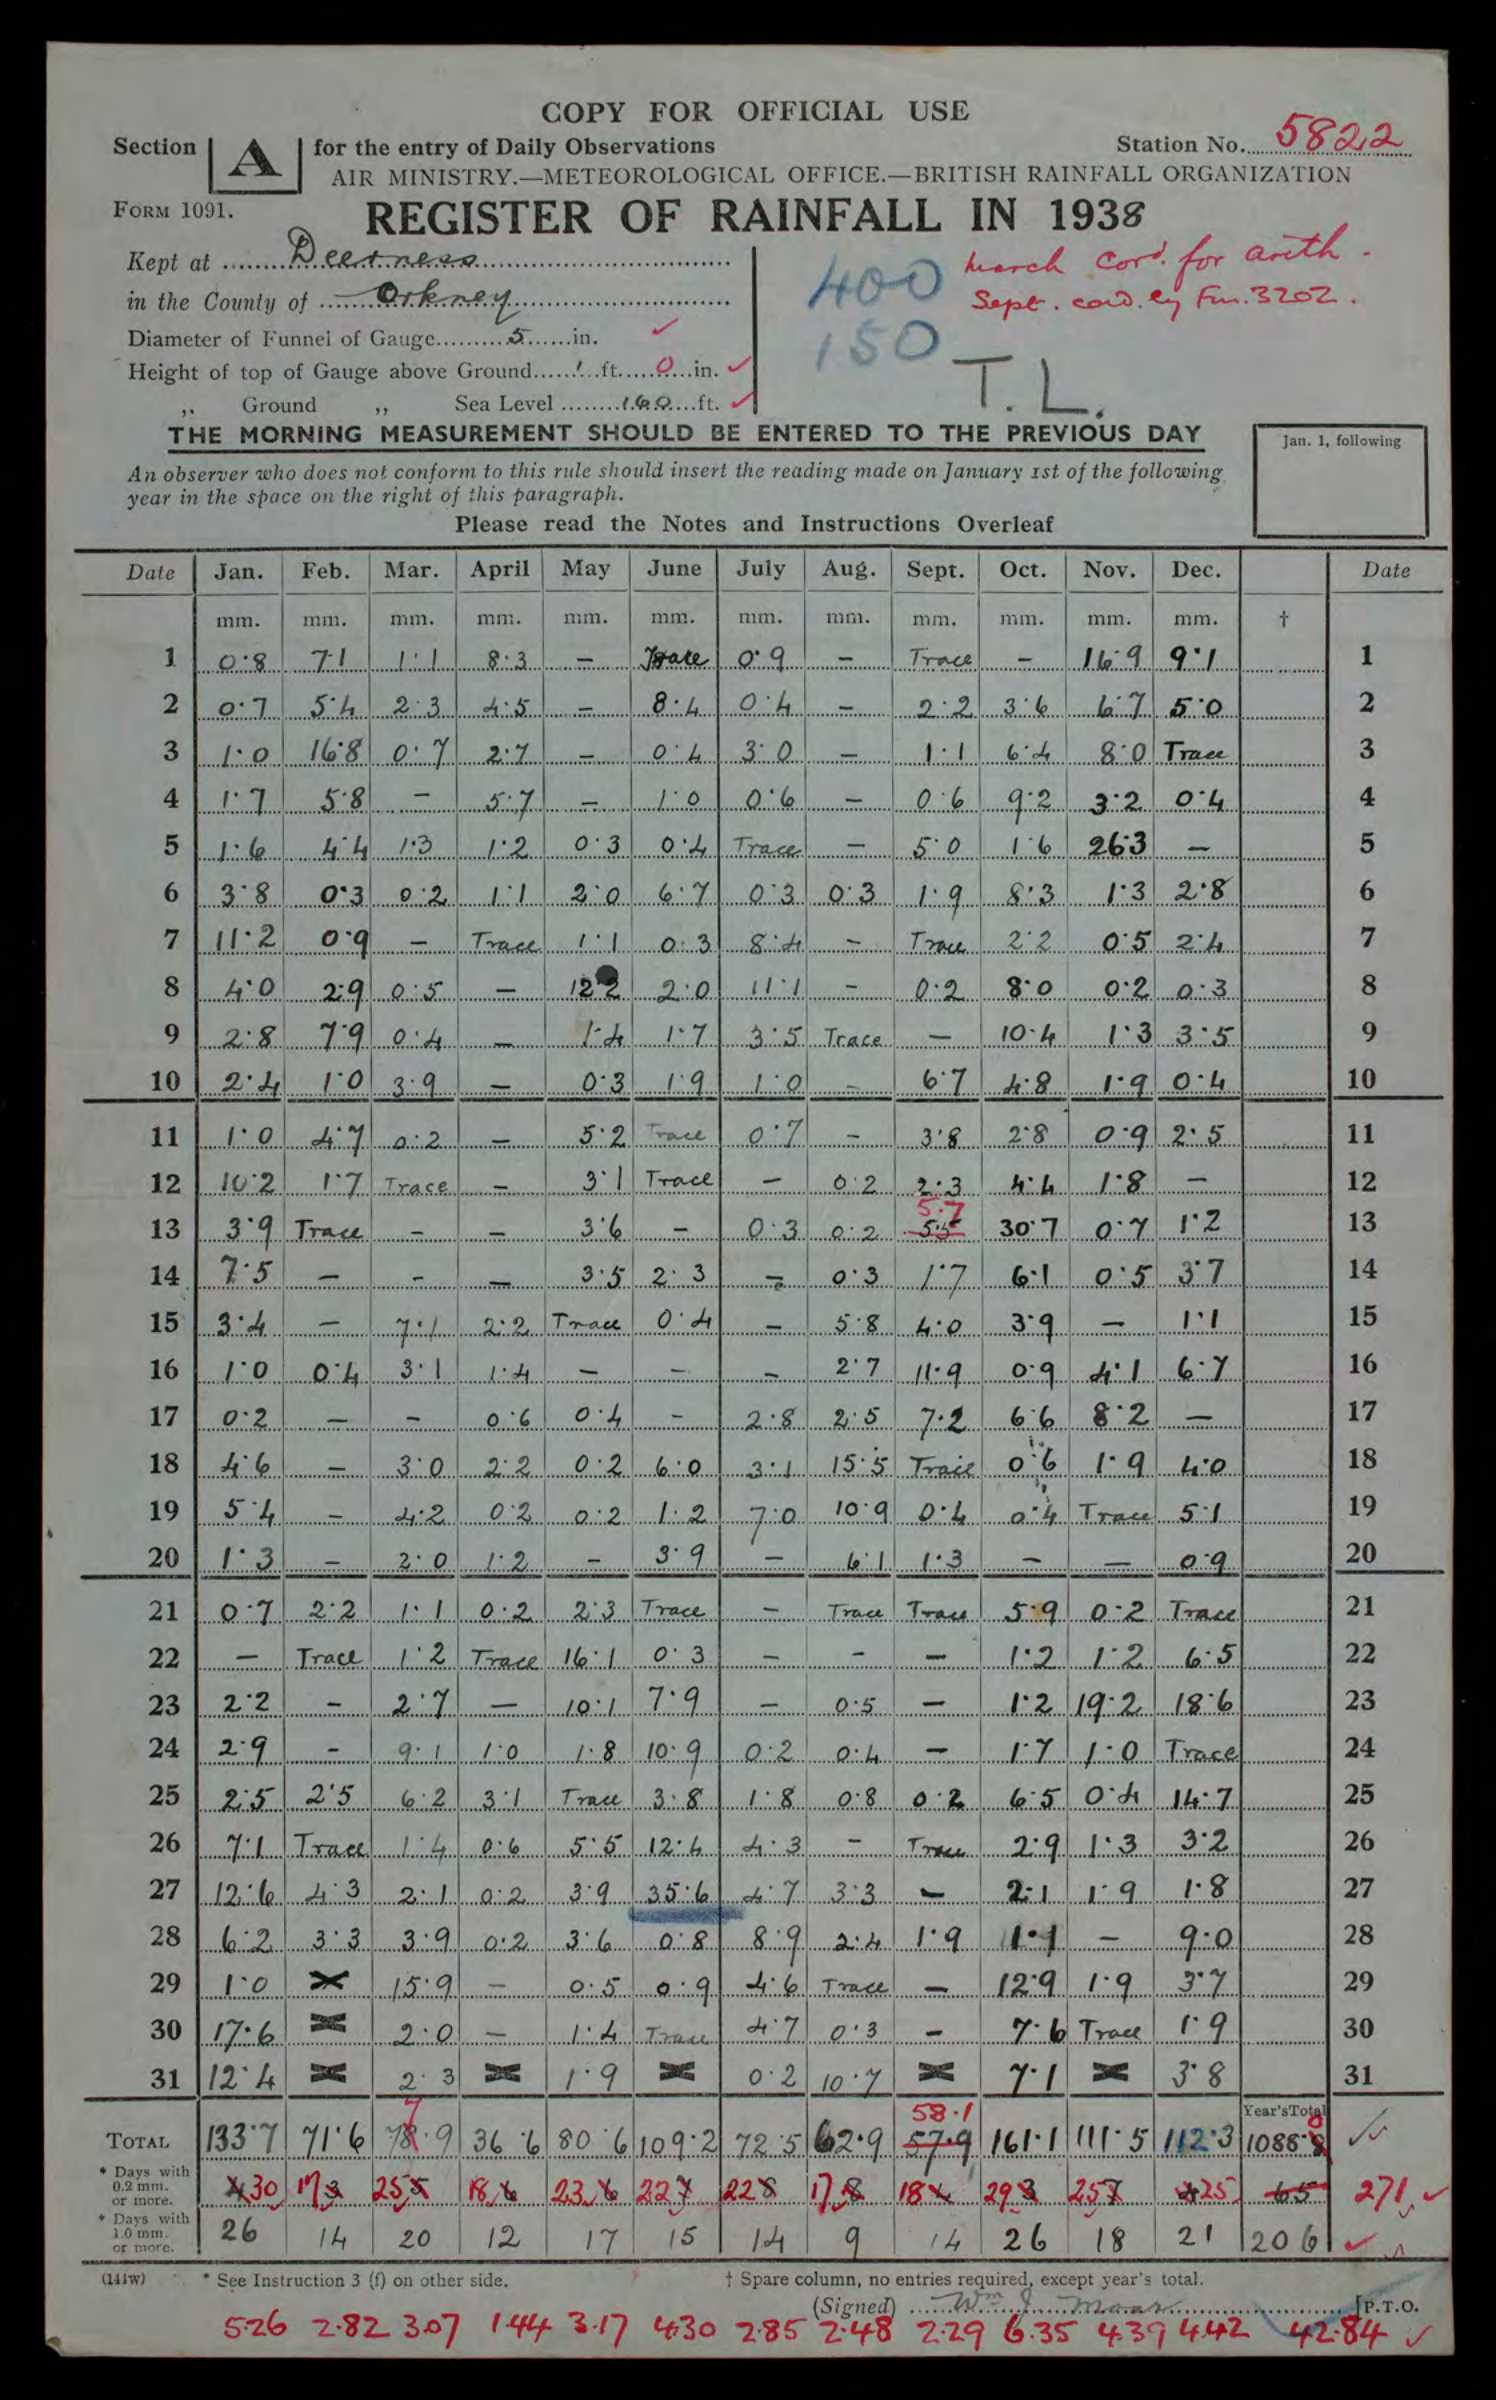 COPY FOR OFFICIAL USE
Section A for the entry of Daily Observations Station No. 5822
AIR MINISTRY.—METEOROLOGICAL OFFICE.—BRITISH RAINFALL ORGANIZATION
FORM 1091.
REGISTER OF RAINFALL IN 1938
Kept at Deerness
in the County of Orkney
Diameter of Funnel of Gauge 5 in. ✓
Height of top of Gauge above Ground 1 ft. 0 in. ✓
,, Ground ,, Sea Level 160 ft. ✓
400
150
March Cord. for arith.
Sept. cord. by Fm. 3202.
T. L.
THE MORNING MEASUREMENT SHOULD BE ENTERED TO THE PREVIOUS DAY
An observer who does not conform to this rule should insert the reading made on January 1st of the following
year in the space on the right of this paragraph.
Jan. 1, following
Please read the Notes and Instructions Overleaf
Date Jan. Feb. Mar. April May June July Aug. Sept. Oct. Nov. Dec. Date
mm. mm. mm. mm. mm. mm. mm. mm. mm. mm. mm. mm. †
1 0·8 7·1 1·1 8·3 — Trace 0·9 — Trace — 16·9 9·1 1
2 0·7 5·4 2·3 4·5 — 8·4 0·4 — 2·2 3·6 6·7 5·0 2
3 1·0 16·8 0·7 2·7 — 0·4 3·0 — 1·1 6·4 8·0 Trace 3
4 1·7 5·8 — 5·7 — 1·0 0·6 — 0·6 9·2 3·2 0·4 4
5 1·6 4·4 1·3 1·2 0·3 0·4 Trace — 5·0 1·6 26·3 — 5
6 3·8 0·3 0·2 1·1 2·0 6·7 0·3 0·3 1·9 8·3 1·3 2·8 6
7 11·2 0·9 — Trace 1·1 0·3 8·4 — Trace 2·2 0·5 2·4 7
8 4·0 2·9 0·5 — 12·2 2·0 11·1 — 0·2 8·0 0·2 0·3 8
9 2·8 7·9 0·4 — 1·4 1·7 3·5 Trace — 10·4 1·3 3·5 9
10 2·4 1·0 3·9 — 0·3 1·9 1·0 — 6·7 4·8 1·9 0·4 10
11 1·0 4·7 0·2 — 5·2 Trace 0·7 — 3·8 2·8 0·9 2·5 11
12 10·2 1·7 Trace — 3·1 Trace — 0·2 2·3 4·4 1·8 — 12
5·7
13 3·9 Trace — — 3·6 — 0·3 0·2 5·5 30·7 0·7 1·2 13
14 7·5 — — — 3·5 2·3 — 0·3 1·7 6·1 0·5 3·7 14
15 3·4 — 7·1 2·2 Trace 0·4 — 5·8 4·0 3·9 — 1·1 15
16 1·0 0·4 3·1 1·4 — — — 2·7 11·9 0·9 4·1 6·7 16
17 0·2 — — 0·6 0·4 — 2·8 2·5 7·2 6·6 8·2 — 17
18 4·6 — 3·0 2·2 0·2 6·0 3·1 15·5 Trace 0·6 1·9 4·0 18
19 5·4 — 4·2 0·2 0·2 1·2 7·0 10·9 0·4 0·4 Trace 5·1 19
20 1·3 — 2·0 1·2 — 3·9 — 6·1 1·3 — — 0·9 20
21 0·7 2·2 1·1 0·2 2·3 Trace — Trace Trace 5·9 0·2 Trace 21
22 — Trace 1·2 Trace 16·1 0·3 — — — 1·2 1·2 6·5 22
23 2·2 — 2·7 — 10·1 7·9 — 0·5 — 1·2 19·2 18·6 23
24 2·9 — 9·1 1·0 1·8 10·9 0·2 0·4 — 1·7 1·0 Trace 24
25 2·5 2·5 6·2 3·1 Trace 3·8 1·8 0·8 0·2 6·5 0·4 14·7 25
26 7·1 Trace 1·4 0·6 5·5 12·4 4·3 — Trace 2·9 1·3 3·2 26
27 12·6 4·3 2·1 0·2 3·9 35·6 4·7 3·3 — 2·1 1·9 1·8 27
28 6·2 3·3 3·9 0·2 3·6 0·8 8·9 2·4 1·9 1·1 — 9·0 28
29 1·0 × 15·9 — 0·5 0·9 4·6 Trace — 12·9 1·9 3·7 29
30 17·6 × 2·0 — 1·4 Trace 4·7 0·3 — 7·6 Trace 1·9 30
31 12·4 × 2·3 × 1·9 × 0·2 10·7 × 7·1 × 3·8 31
7 58·1 Year's Total
TOTAL 133·7 71·6 78·9 36·6 80·6 109·2 72·5 62·9 57·9 161·1 111·5 112·3 1088·8
* Days with 0.2 mm. or more. 30 17 25 18 23 22 22 17 18 29 25 25 65 271 ✓
* Days with 1.0 mm. or more. 26 14 20 12 17 15 14 9 14 26 18 21 206 ✓
(141w) * See Instruction 3 (f) on other side. † Spare column, no entries required, except year's total.
(Signed) Wm J. [P.T.O.
5·26 2·82 3·07 1·44 3·17 4·30 2·85 2·48 2·29 6·35 4·39 4·42 42·84 ✓